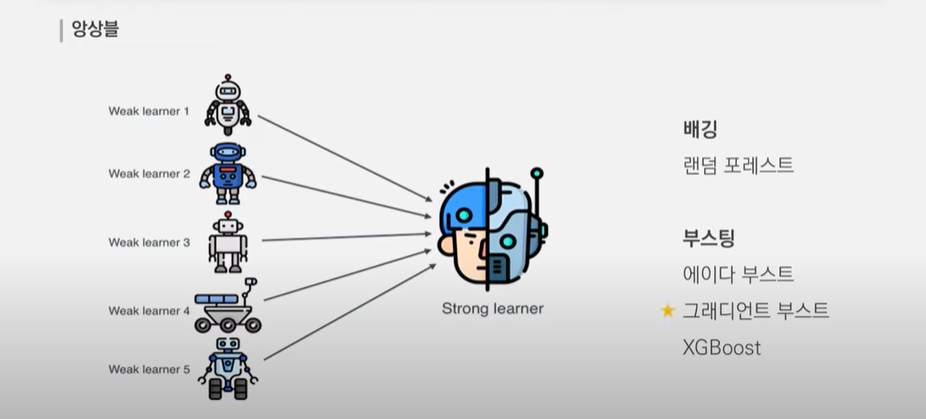 앙상블
Weak learner 1
Weak learner 2
Weak learner 3
Weak learner 4
Weak learner 5
Strong learner
배깅
랜덤 포레스트
부스팅
에이다 부스트
그래디언트 부스트
XGBoost